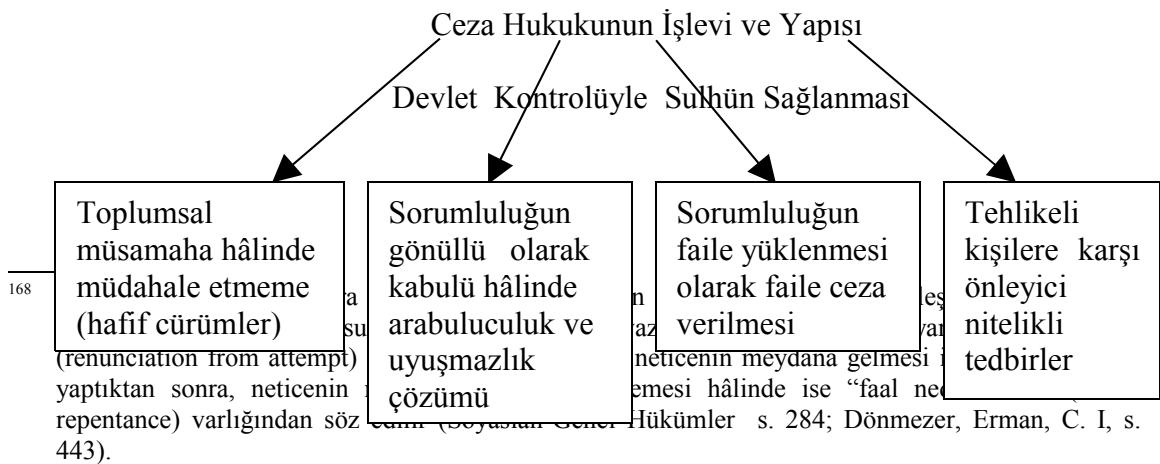 Ceza Hukukunun İşlevi ve Yapısı
Devlet Kontrolüyle Sulhün Sağlanması
Toplumsal
müsamaha hâlinde
müdahale etmeme
(hafif cürümler)
Sorumluluğun
gönüllü olarak
kabulü hâlinde
arabuluculuk ve
uyuşmazlık
çözümü
Sorumluluğun
faile yüklenmesi
olarak faile ceza
verilmesi
Tehlikeli
kişilere karşı
önleyici
nitelikli
tedbirler
168
(renunciation from attempt) neticenin meydana gelmesi
yaptıktan sonra, neticenin hâlinde ise “faal
repentance) varlığından söz edilir (Soyaslan Genel Hükümler s. 284; Dönmezer, Erman, C. I, s.
443).